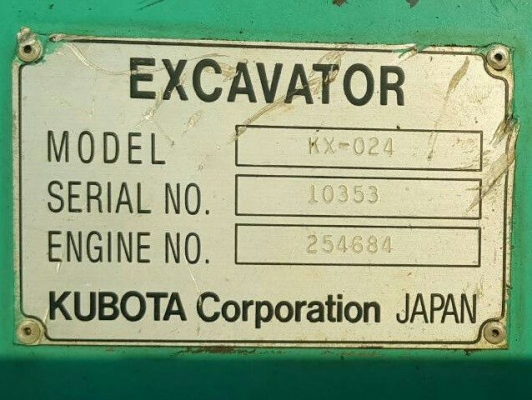 EXCAVATOR
MODEL KX-024
SERIAL NO. 10353
ENGINE NO. 254684
KUBOTA Corporation JAPAN